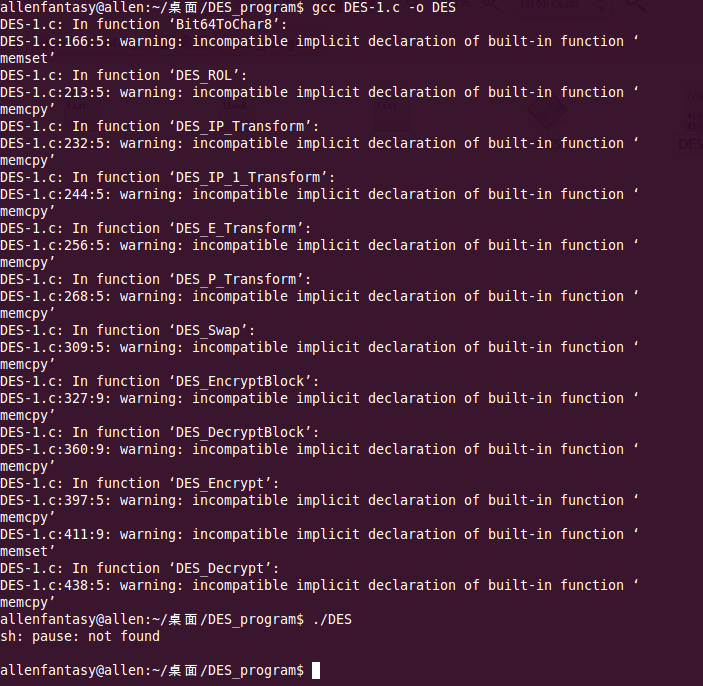 allenfantasy@allen:~/桌面/DES_program$ gcc DES-1.c -o DES
DES-1.c: In function ‘Bit64ToChar8’:
DES-1.c:166:5: warning: incompatible implicit declaration of built-in function ‘
memset’
DES-1.c: In function ‘DES_ROL’:
DES-1.c:213:5: warning: incompatible implicit declaration of built-in function ‘
memcpy’
DES-1.c: In function ‘DES_IP_Transform’:
DES-1.c:232:5: warning: incompatible implicit declaration of built-in function ‘
memcpy’
DES-1.c: In function ‘DES_IP_1_Transform’:
DES-1.c:244:5: warning: incompatible implicit declaration of built-in function ‘
memcpy’
DES-1.c: In function ‘DES_E_Transform’:
DES-1.c:256:5: warning: incompatible implicit declaration of built-in function ‘
memcpy’
DES-1.c: In function ‘DES_P_Transform’:
DES-1.c:268:5: warning: incompatible implicit declaration of built-in function ‘
memcpy’
DES-1.c: In function ‘DES_Swap’:
DES-1.c:309:5: warning: incompatible implicit declaration of built-in function ‘
memcpy’
DES-1.c: In function ‘DES_EncryptBlock’:
DES-1.c:327:9: warning: incompatible implicit declaration of built-in function ‘
memcpy’
DES-1.c: In function ‘DES_DecryptBlock’:
DES-1.c:360:9: warning: incompatible implicit declaration of built-in function ‘
memcpy’
DES-1.c: In function ‘DES_Encrypt’:
DES-1.c:397:5: warning: incompatible implicit declaration of built-in function ‘
memcpy’
DES-1.c:411:9: warning: incompatible implicit declaration of built-in function ‘
memset’
DES-1.c: In function ‘DES_Decrypt’:
DES-1.c:438:5: warning: incompatible implicit declaration of built-in function ‘
memcpy’
allenfantasy@allen:~/桌面/DES_program$ ./DES
sh: pause: not found
allenfantasy@allen:~/桌面/DES_program$